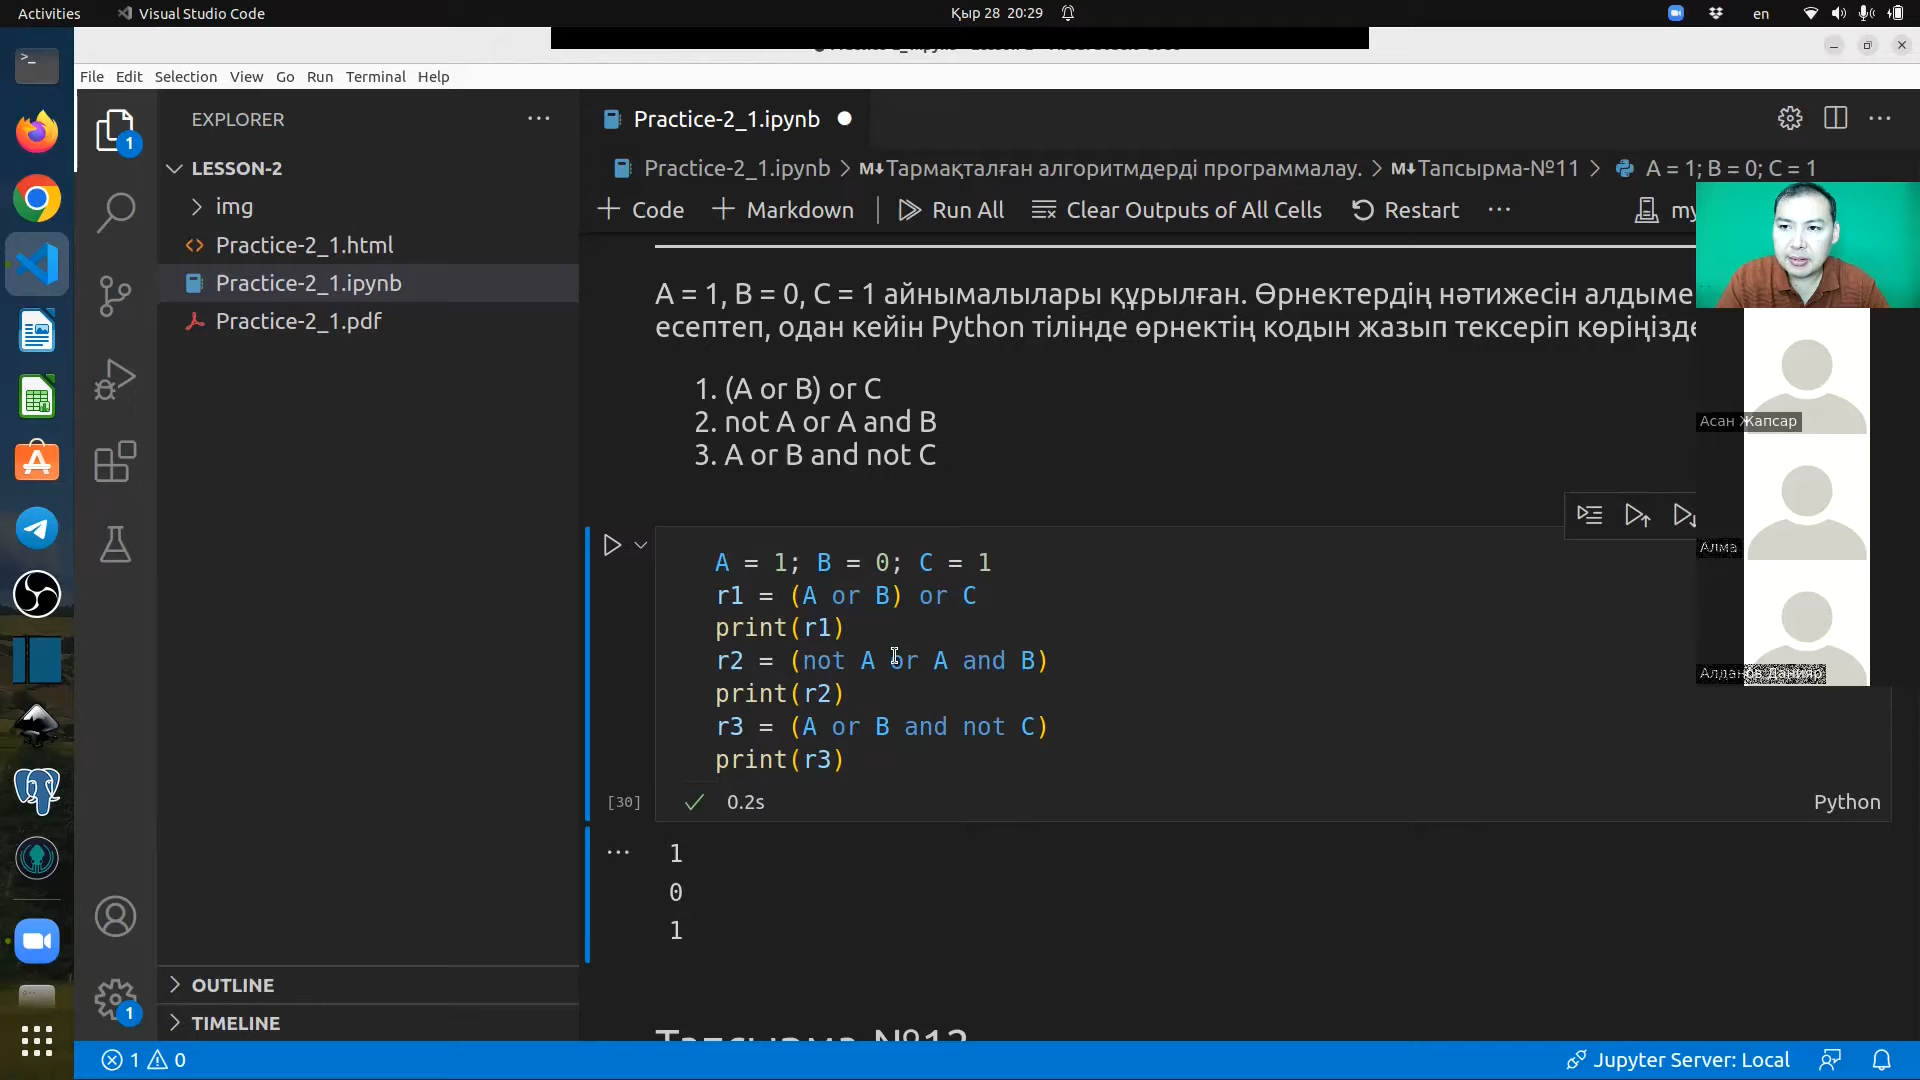 Activities
Visual Studio Code
Қыр 28 20:29
en
File Edit Selection View Go Run Terminal Help
EXPLORER
LESSON-2
img
Practice-2_1.html
Practice-2_1.ipynb
Practice-2_1.pdf
OUTLINE
TIMELINE
Practice-2_1.ipynb
Practice-2_1.ipynb > Тармақталған алгоритмдерді программалау. > Тапсырма-№11 > A = 1; B = 0; C = 1
Code Markdown Run All Clear Outputs of All Cells Restart my
A = 1, B = 0, C = 1 айнымалылары құрылған. Өрнектердің нәтижесін
есептеп, одан кейін Python тілінде өрнектің кодын жазып тексеріп
1. (A or B) or C
2. not A or A and B
3. A or B and not C
A = 1; B = 0; C = 1
r1 = (A or B) or C
print(r1)
r2 = (not A or A and B)
print(r2)
r3 = (A or B and not C)
print(r3)
[30]
0.2s
Python
1
0
1
Асан Жапсар
Алма
Алданов Данияр
1
1
1 0
Jupyter Server: Local